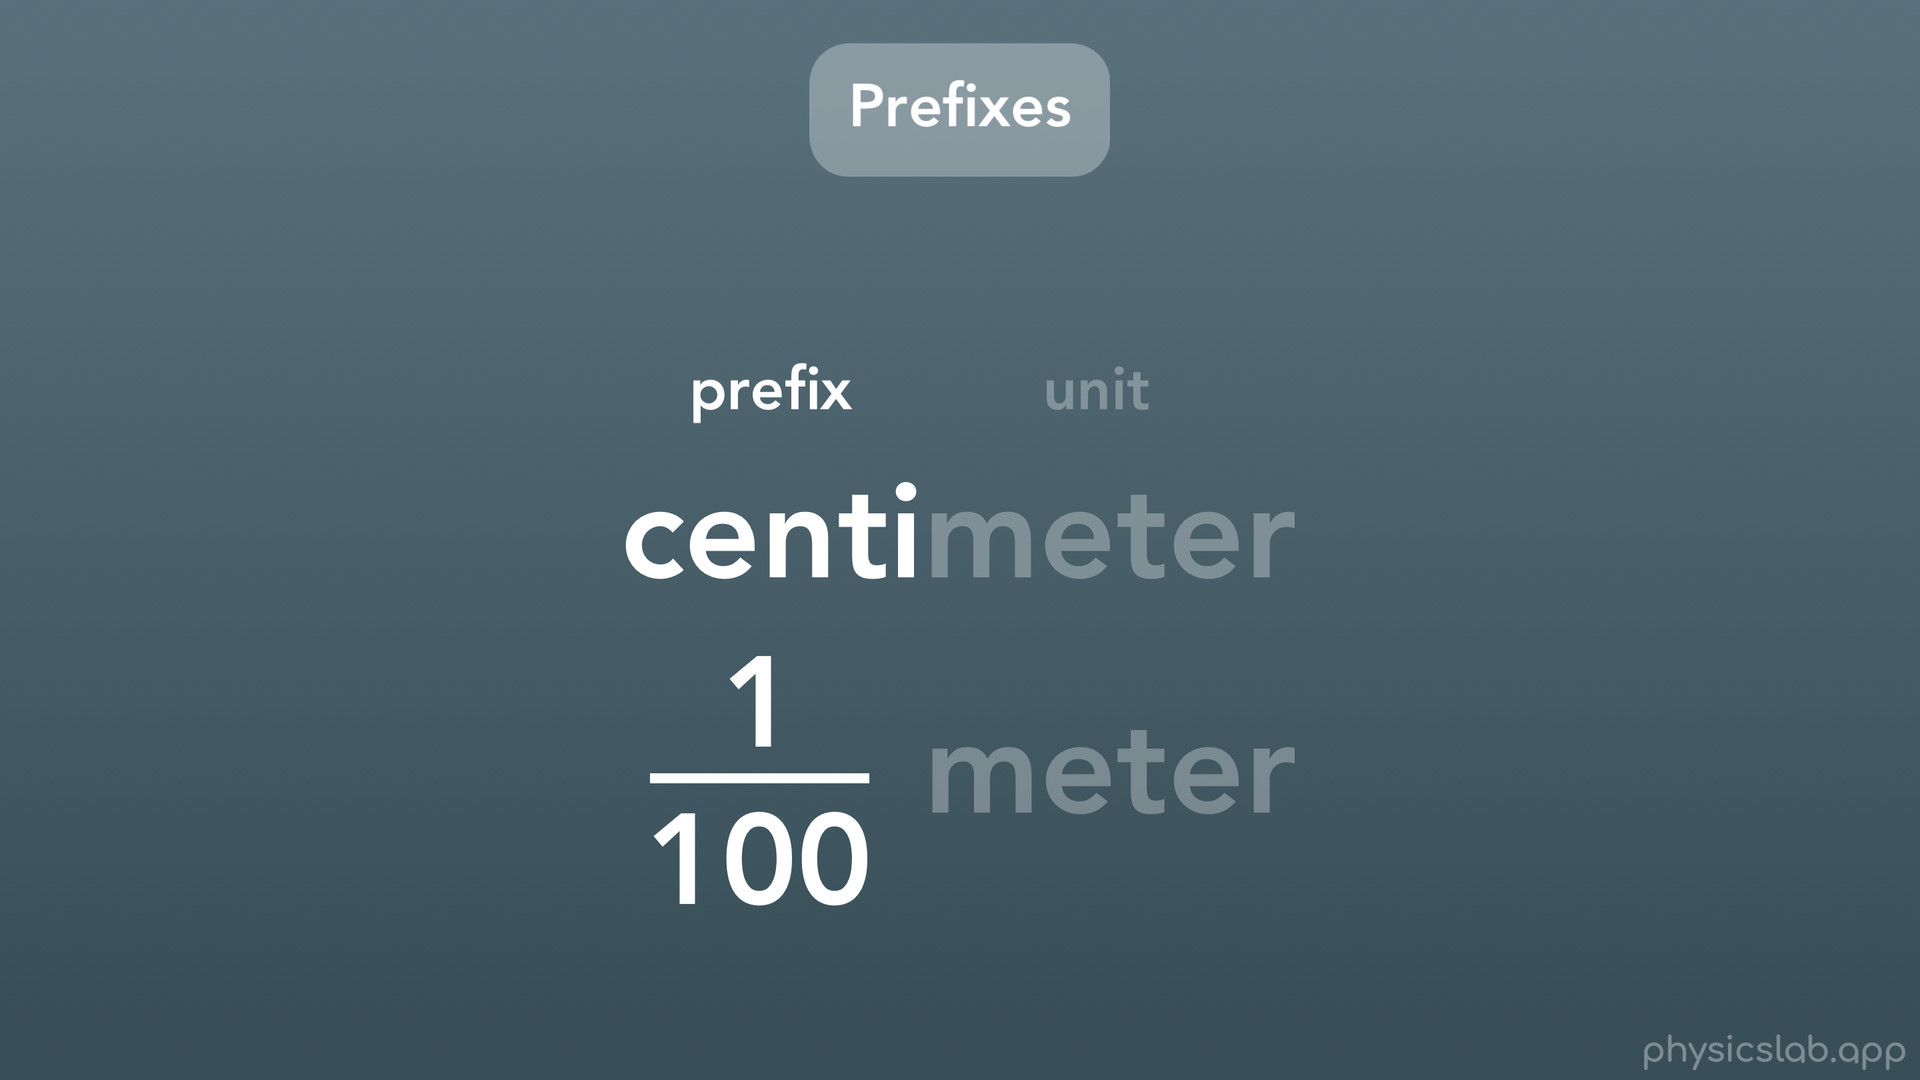 Prefixes
prefix unit
centimeter
1
100
meter
physicslab.app